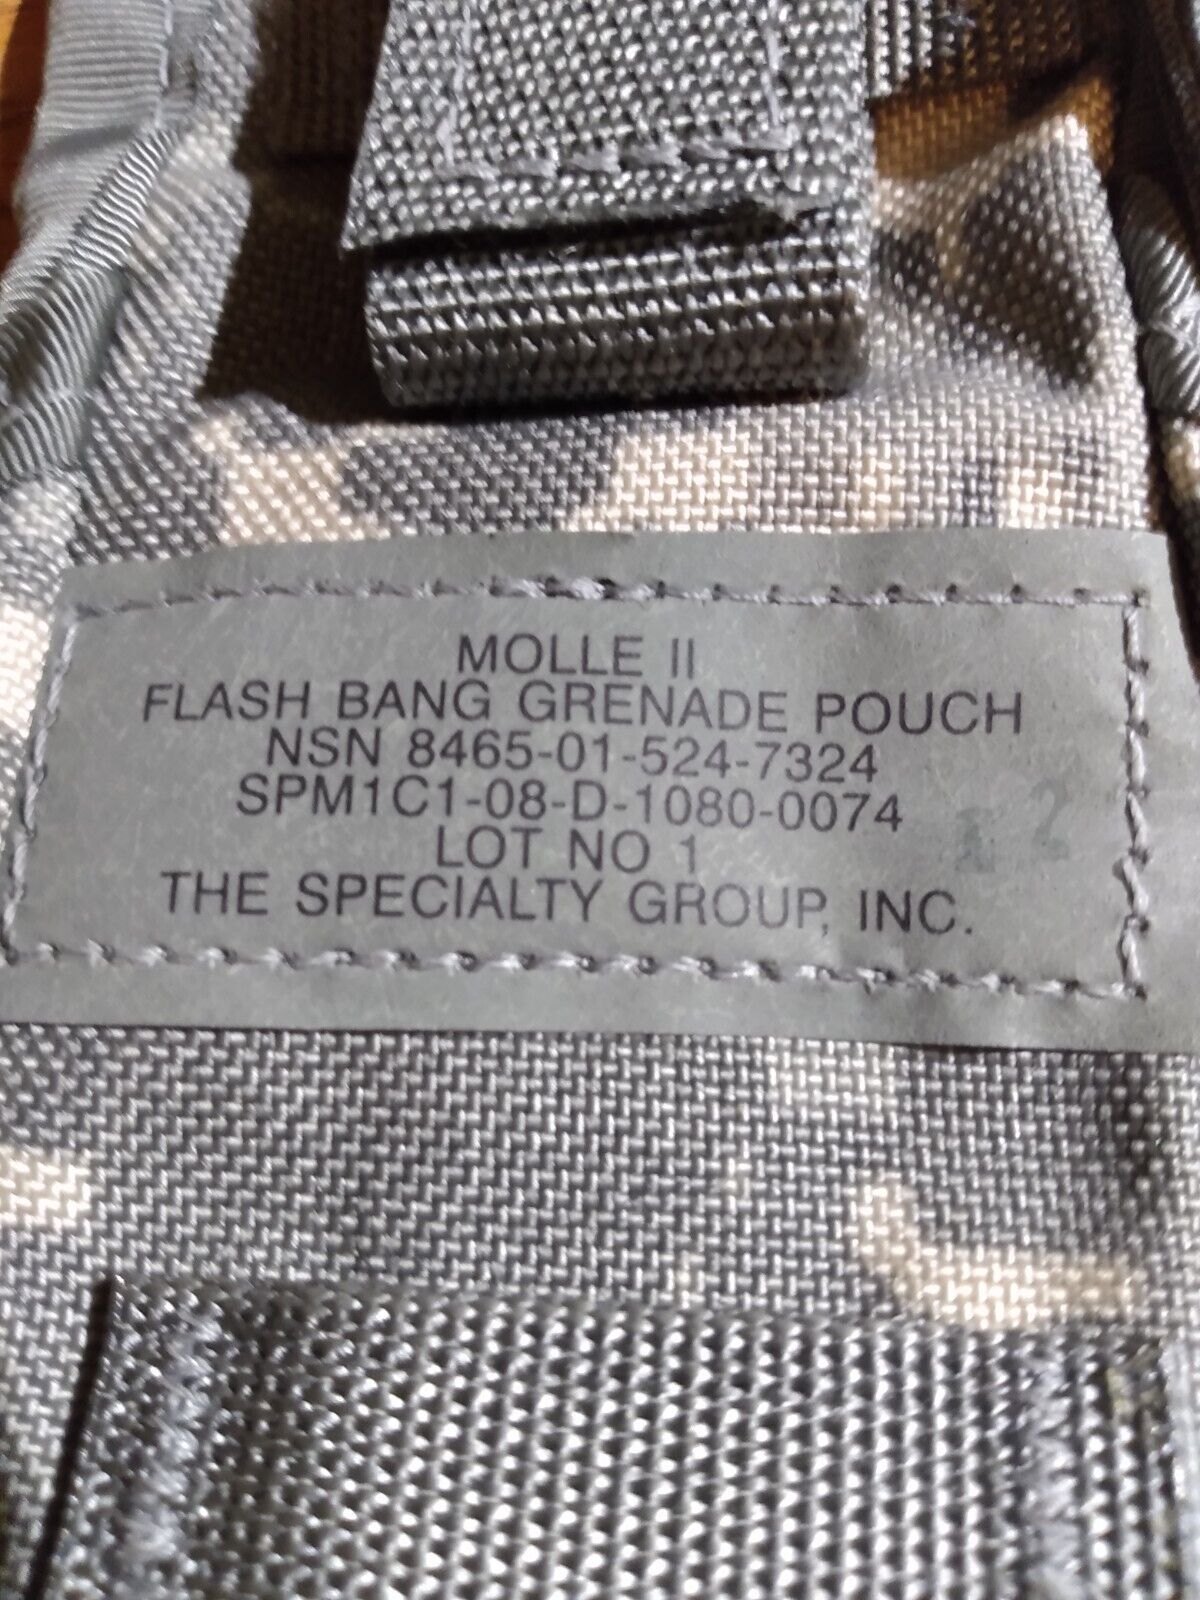 MOLLE II
FLASH BANG GRENADE POUCH
NSN 8465-01-524-7324
SPM1C1-08-D-1080-0074
LOT NO 1
THE SPECIALTY GROUP, INC.